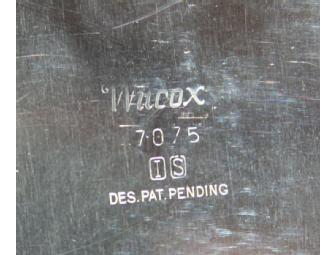 Wilcox
7075
IS
DES. PAT. PENDING